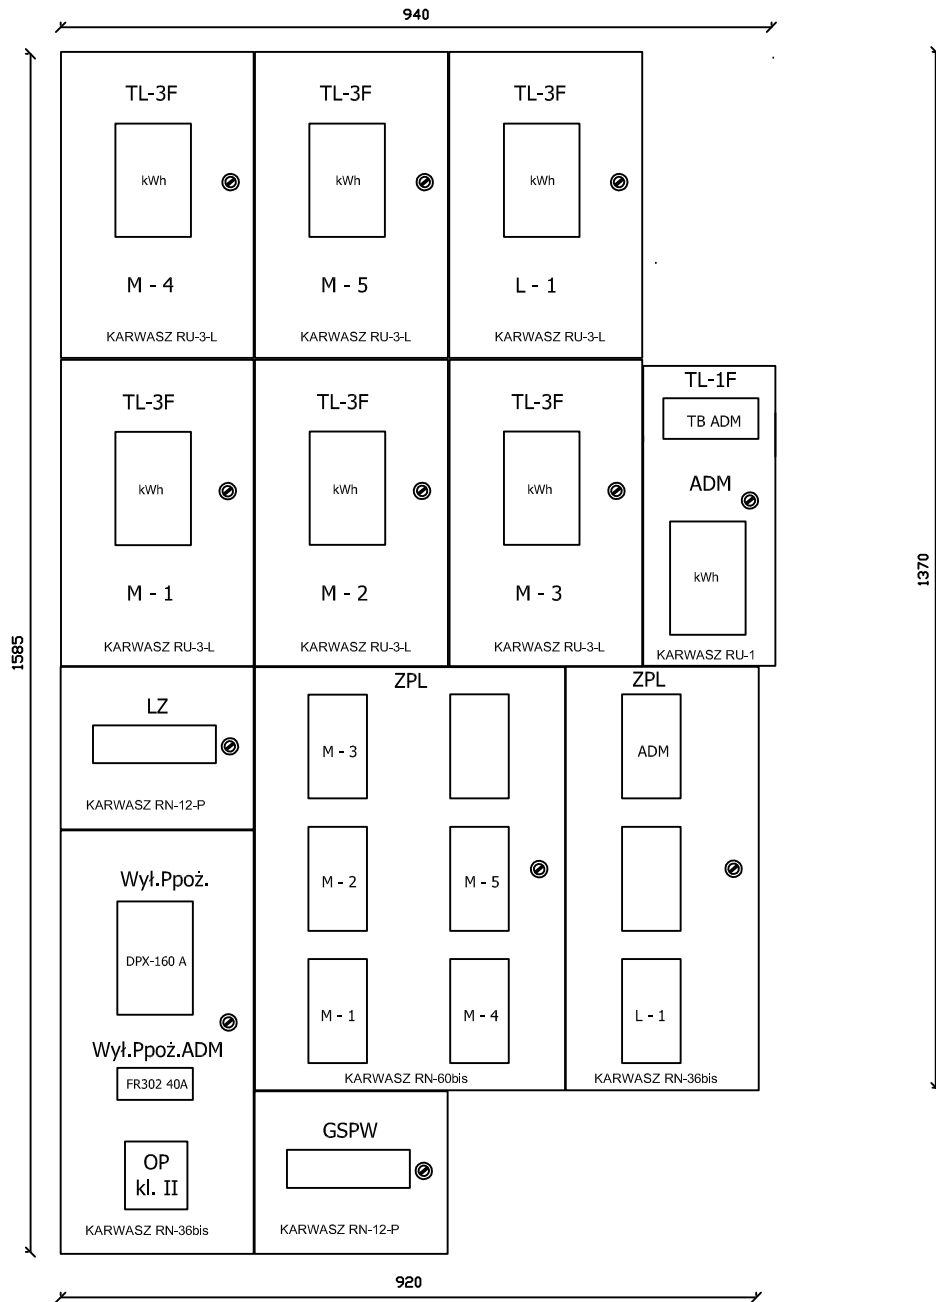 940
TL-3F
TL-3F
TL-3F
kWh
kWh
kWh
M - 4
M - 5
L - 1
KARWASZ RU-3-L
KARWASZ RU-3-L
KARWASZ RU-3-L
TL-3F
TL-3F
TL-3F
TL-1F
TB ADM
kWh
kWh
kWh
ADM
kWh
M - 1
M - 2
M - 3
KARWASZ RU-3-L
KARWASZ RU-3-L
KARWASZ RU-3-L
KARWASZ RU-1
1585
1370
LZ
KARWASZ RN-12-P
ZPL
M - 3
M - 2
M - 5
M - 1
M - 4
KARWASZ RN-60bis
ZPL
ADM
L - 1
KARWASZ RN-36bis
Wył.Ppoż.
DPX-160 A
Wył.Ppoż.ADM
FR302 40A
OP
kl. II
KARWASZ RN-36bis
GSPW
KARWASZ RN-12-P
920